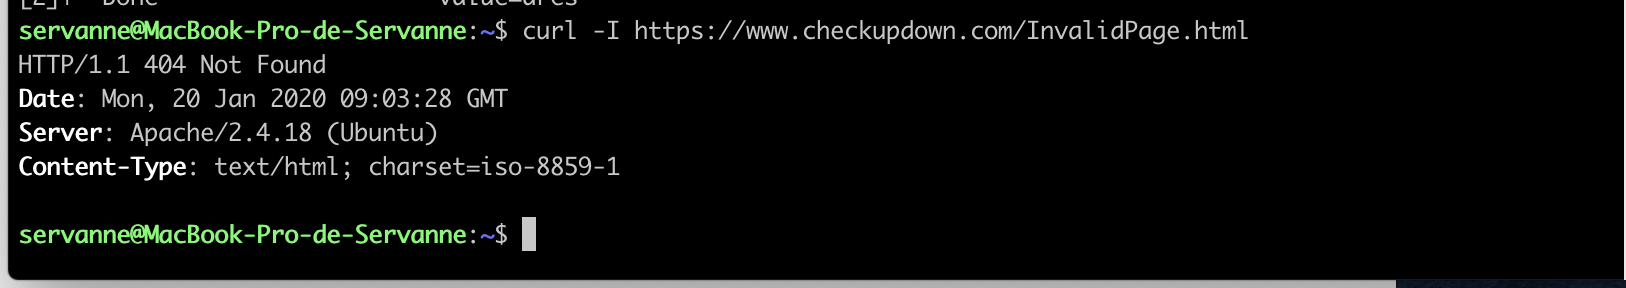 servanne@MacBook-Pro-de-Servanne:~$ curl -I https://www.checkupdown.com/InvalidPage.html
HTTP/1.1 404 Not Found
Date: Mon, 20 Jan 2020 09:03:28 GMT
Server: Apache/2.4.18 (Ubuntu)
Content-Type: text/html; charset=iso-8859-1
servanne@MacBook-Pro-de-Servanne:~$